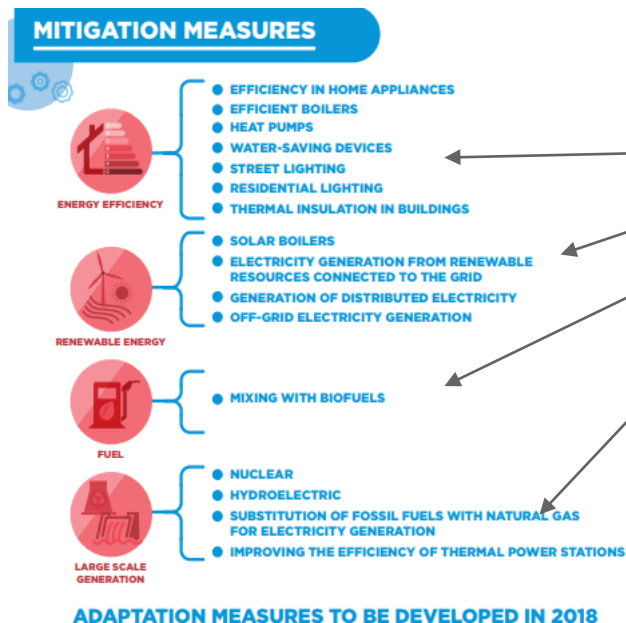 MITIGATION MEASURES
EFFICIENCY IN HOME APPLIANCES
EFFICIENT BOILERS
HEAT PUMPS
WATER-SAVING DEVICES
STREET LIGHTING
RESIDENTIAL LIGHTING
THERMAL INSULATION IN BUILDINGS
ENERGY EFFICIENCY
SOLAR BOILERS
ELECTRICITY GENERATION FROM RENEWABLE
RESOURCES CONNECTED TO THE GRID
GENERATION OF DISTRIBUTED ELECTRICITY
OFF-GRID ELECTRICITY GENERATION
RENEWABLE ENERGY
MIXING WITH BIOFUELS
FUEL
NUCLEAR
HYDROELECTRIC
SUBSTITUTION OF FOSSIL FUELS WITH NATURAL GAS
FOR ELECTRICITY GENERATION
IMPROVING THE EFFICIENCY OF THERMAL POWER STATIONS
LARGE SCALE
GENERATION
ADAPTATION MEASURES TO BE DEVELOPED IN 2018